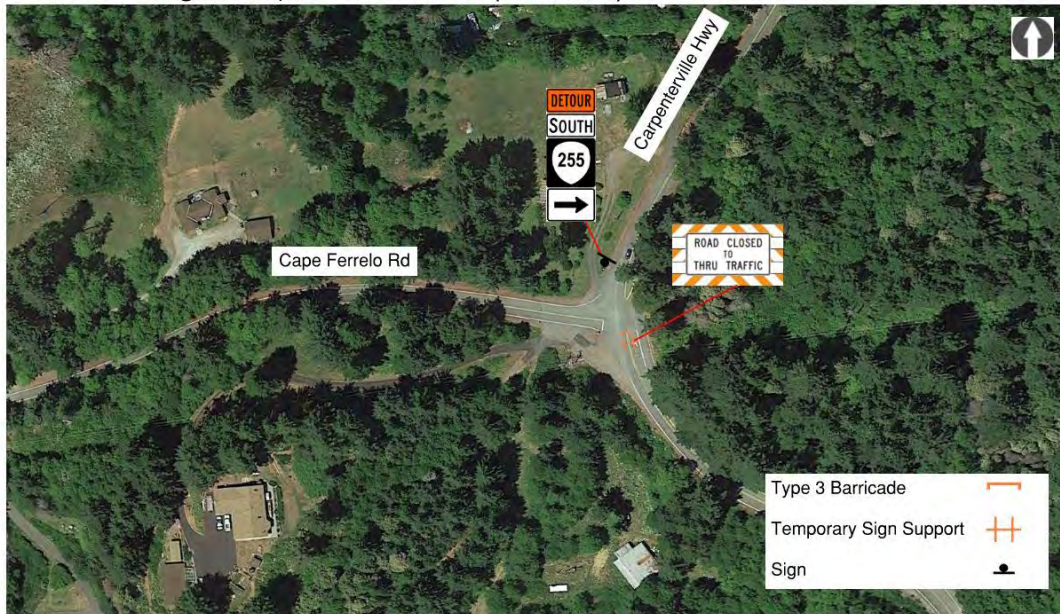 Carpenterville Hwy
DETOUR
SOUTH
255
ROAD CLOSED
TO
THRU TRAFFIC
Cape Ferrelo Rd
Type 3 Barricade
Temporary Sign Support
Sign